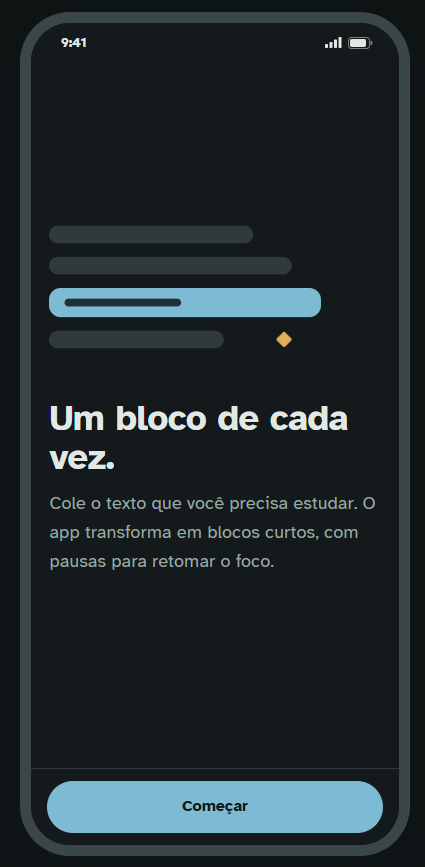 9:41
Um bloco de cada
vez.
Cole o texto que você precisa estudar. O
app transforma em blocos curtos, com
pausas para retomar o foco.
Começar